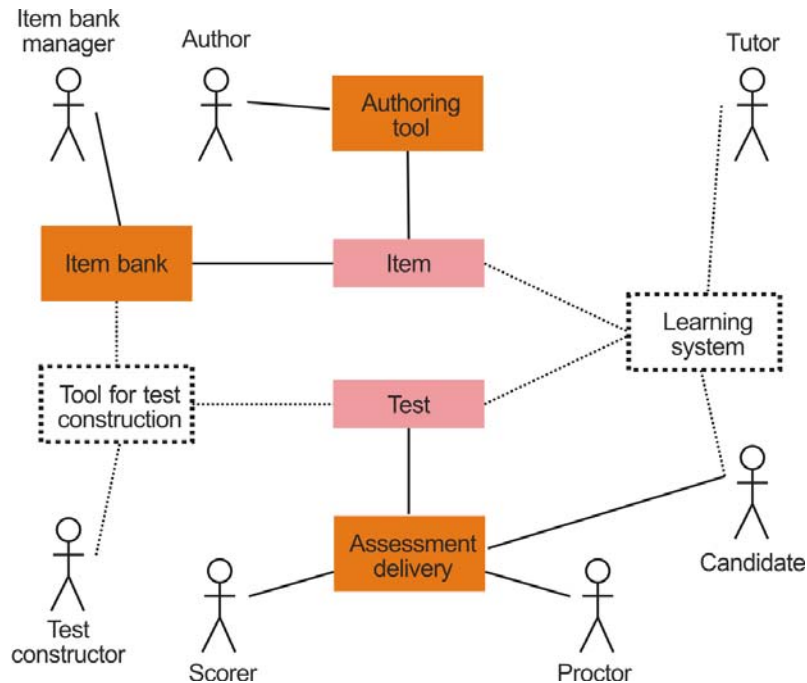 Item bank
manager
Author
Tutor
Authoring
tool
Item bank
Item
Learning
system
Tool for test
construction
Test
Assessment
delivery
Candidate
Test
constructor
Scorer
Proctor